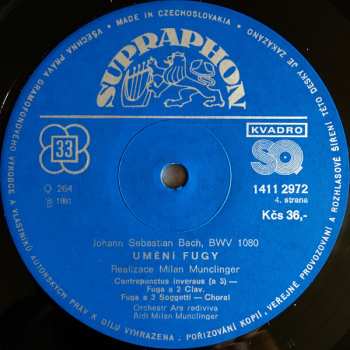 MADE IN CZECHOSLOVAKIA
VŠECHNA PRÁVA GRAMOFONOVÉHO VÝROBCE A VLASTNÍKŮ AUTORSKÝCH PRÁV K DÍLU VYHRAZENA. POŘIZOVÁNÍ KOPIÍ, VEŘEJNÉ PROVOZOVÁNÍ A ROZHLASOVÉ ŠÍŘENÍ TÉTO DESKY JE ZAKÁZÁNO
SUPRAPHON
33
KVADRO
SQ
Q 264
℗ 1981
1411 2972
4. strana
Kčs 36,-
Johann Sebastian Bach, BWV 1080
UMĚNÍ FUGY
Realizace Milan Munclinger
Contrapunctus inversus (a 3) —
Fuga a 2 Clav.
Fuga a 3 Soggetti — Choral
Orchestr Ars rediviva
Řídí Milan Munclinger